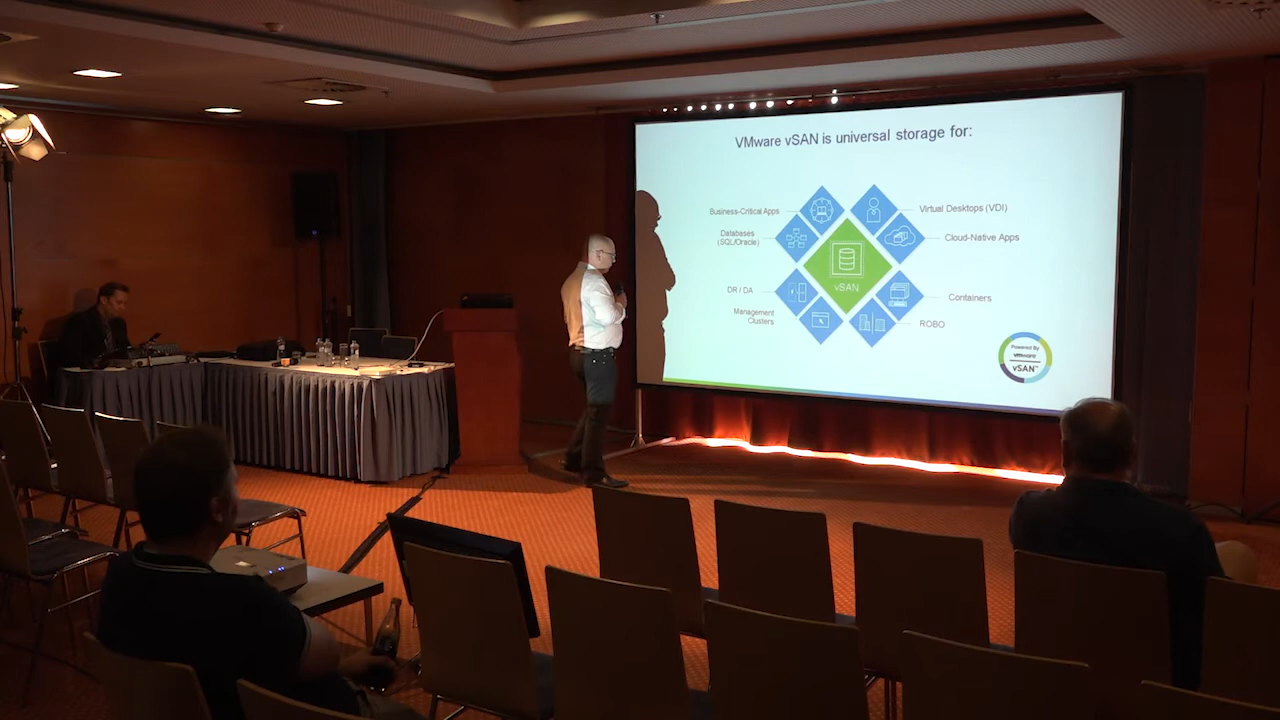 VMware vSAN is universal storage for:
Business-Critical Apps
Virtual Desktops (VDI)
Databases
(SQL/Oracle)
Cloud-Native Apps
vSAN
DR / DA
Containers
Management
Clusters
ROBO
Powered By
vmware
vSAN™